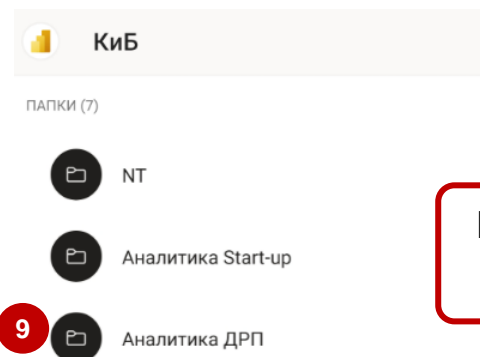 КиБ
ПАПКИ (7)
NT
Аналитика Start-up
9
Аналитика ДРП